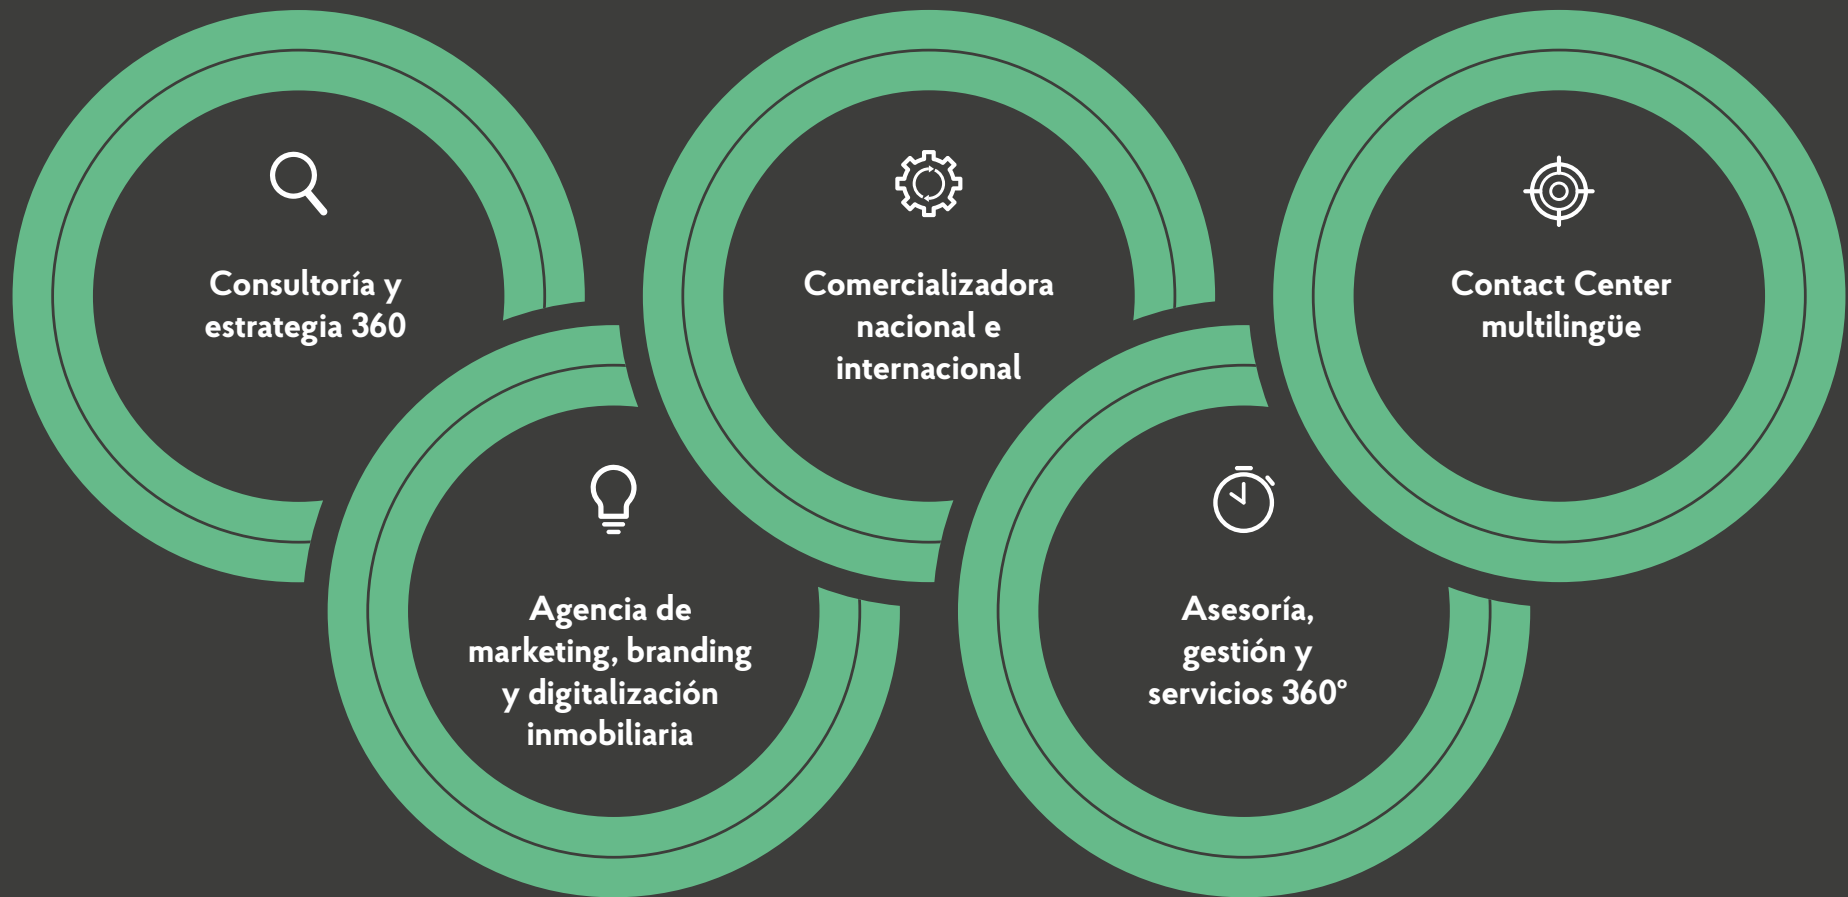 Consultoría y
estrategia 360
Comercializadora
nacional e
internacional
Contact Center
multilingüe
Agencia de
marketing, branding
y digitalización
inmobiliaria
Asesoría,
gestión y
servicios 360°